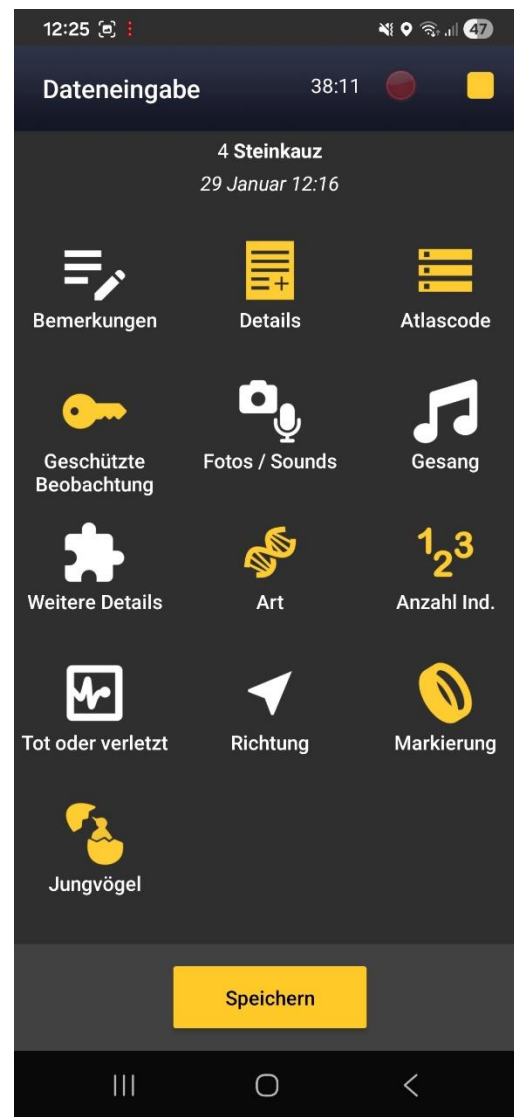 12:25
47
Dateneingabe 38:11
4 Steinkauz
29 Januar 12:16
Bemerkungen Details Atlascode
Geschützte Beobachtung Fotos / Sounds Gesang
Weitere Details Art Anzahl Ind.
Tot oder verletzt Richtung Markierung
Jungvögel
Speichern